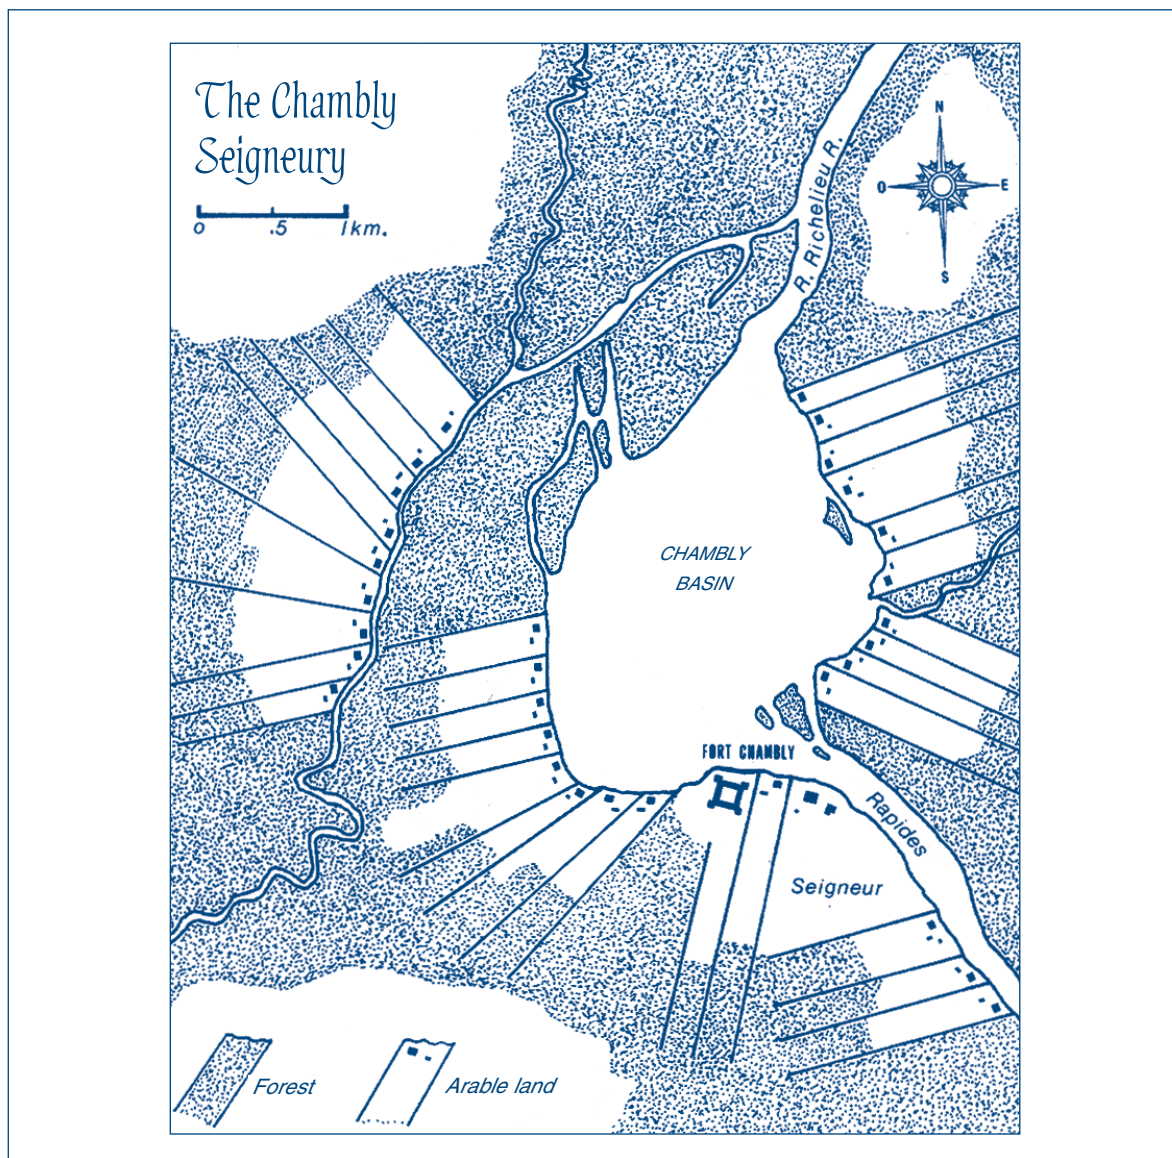 The Chambly
Seigneury
0 .5 1km.
N
O E
S
R. Richelieu R.
CHAMBLY
BASIN
FORT CHAMBLY
Rapides
Seigneur
Forest
Arable land